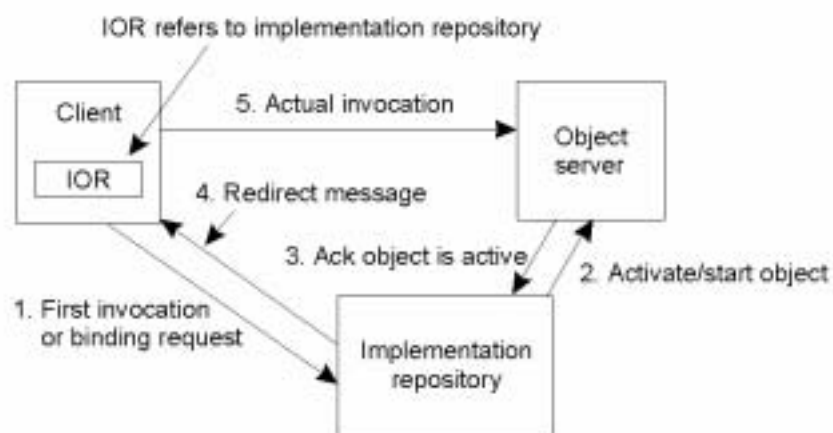 IOR refers to implementation repository
Client
5. Actual invocation
Object
server
IOR
4. Redirect message
3. Ack object is active
2. Activate/start object
1. First invocation
or binding request
Implementation
repository